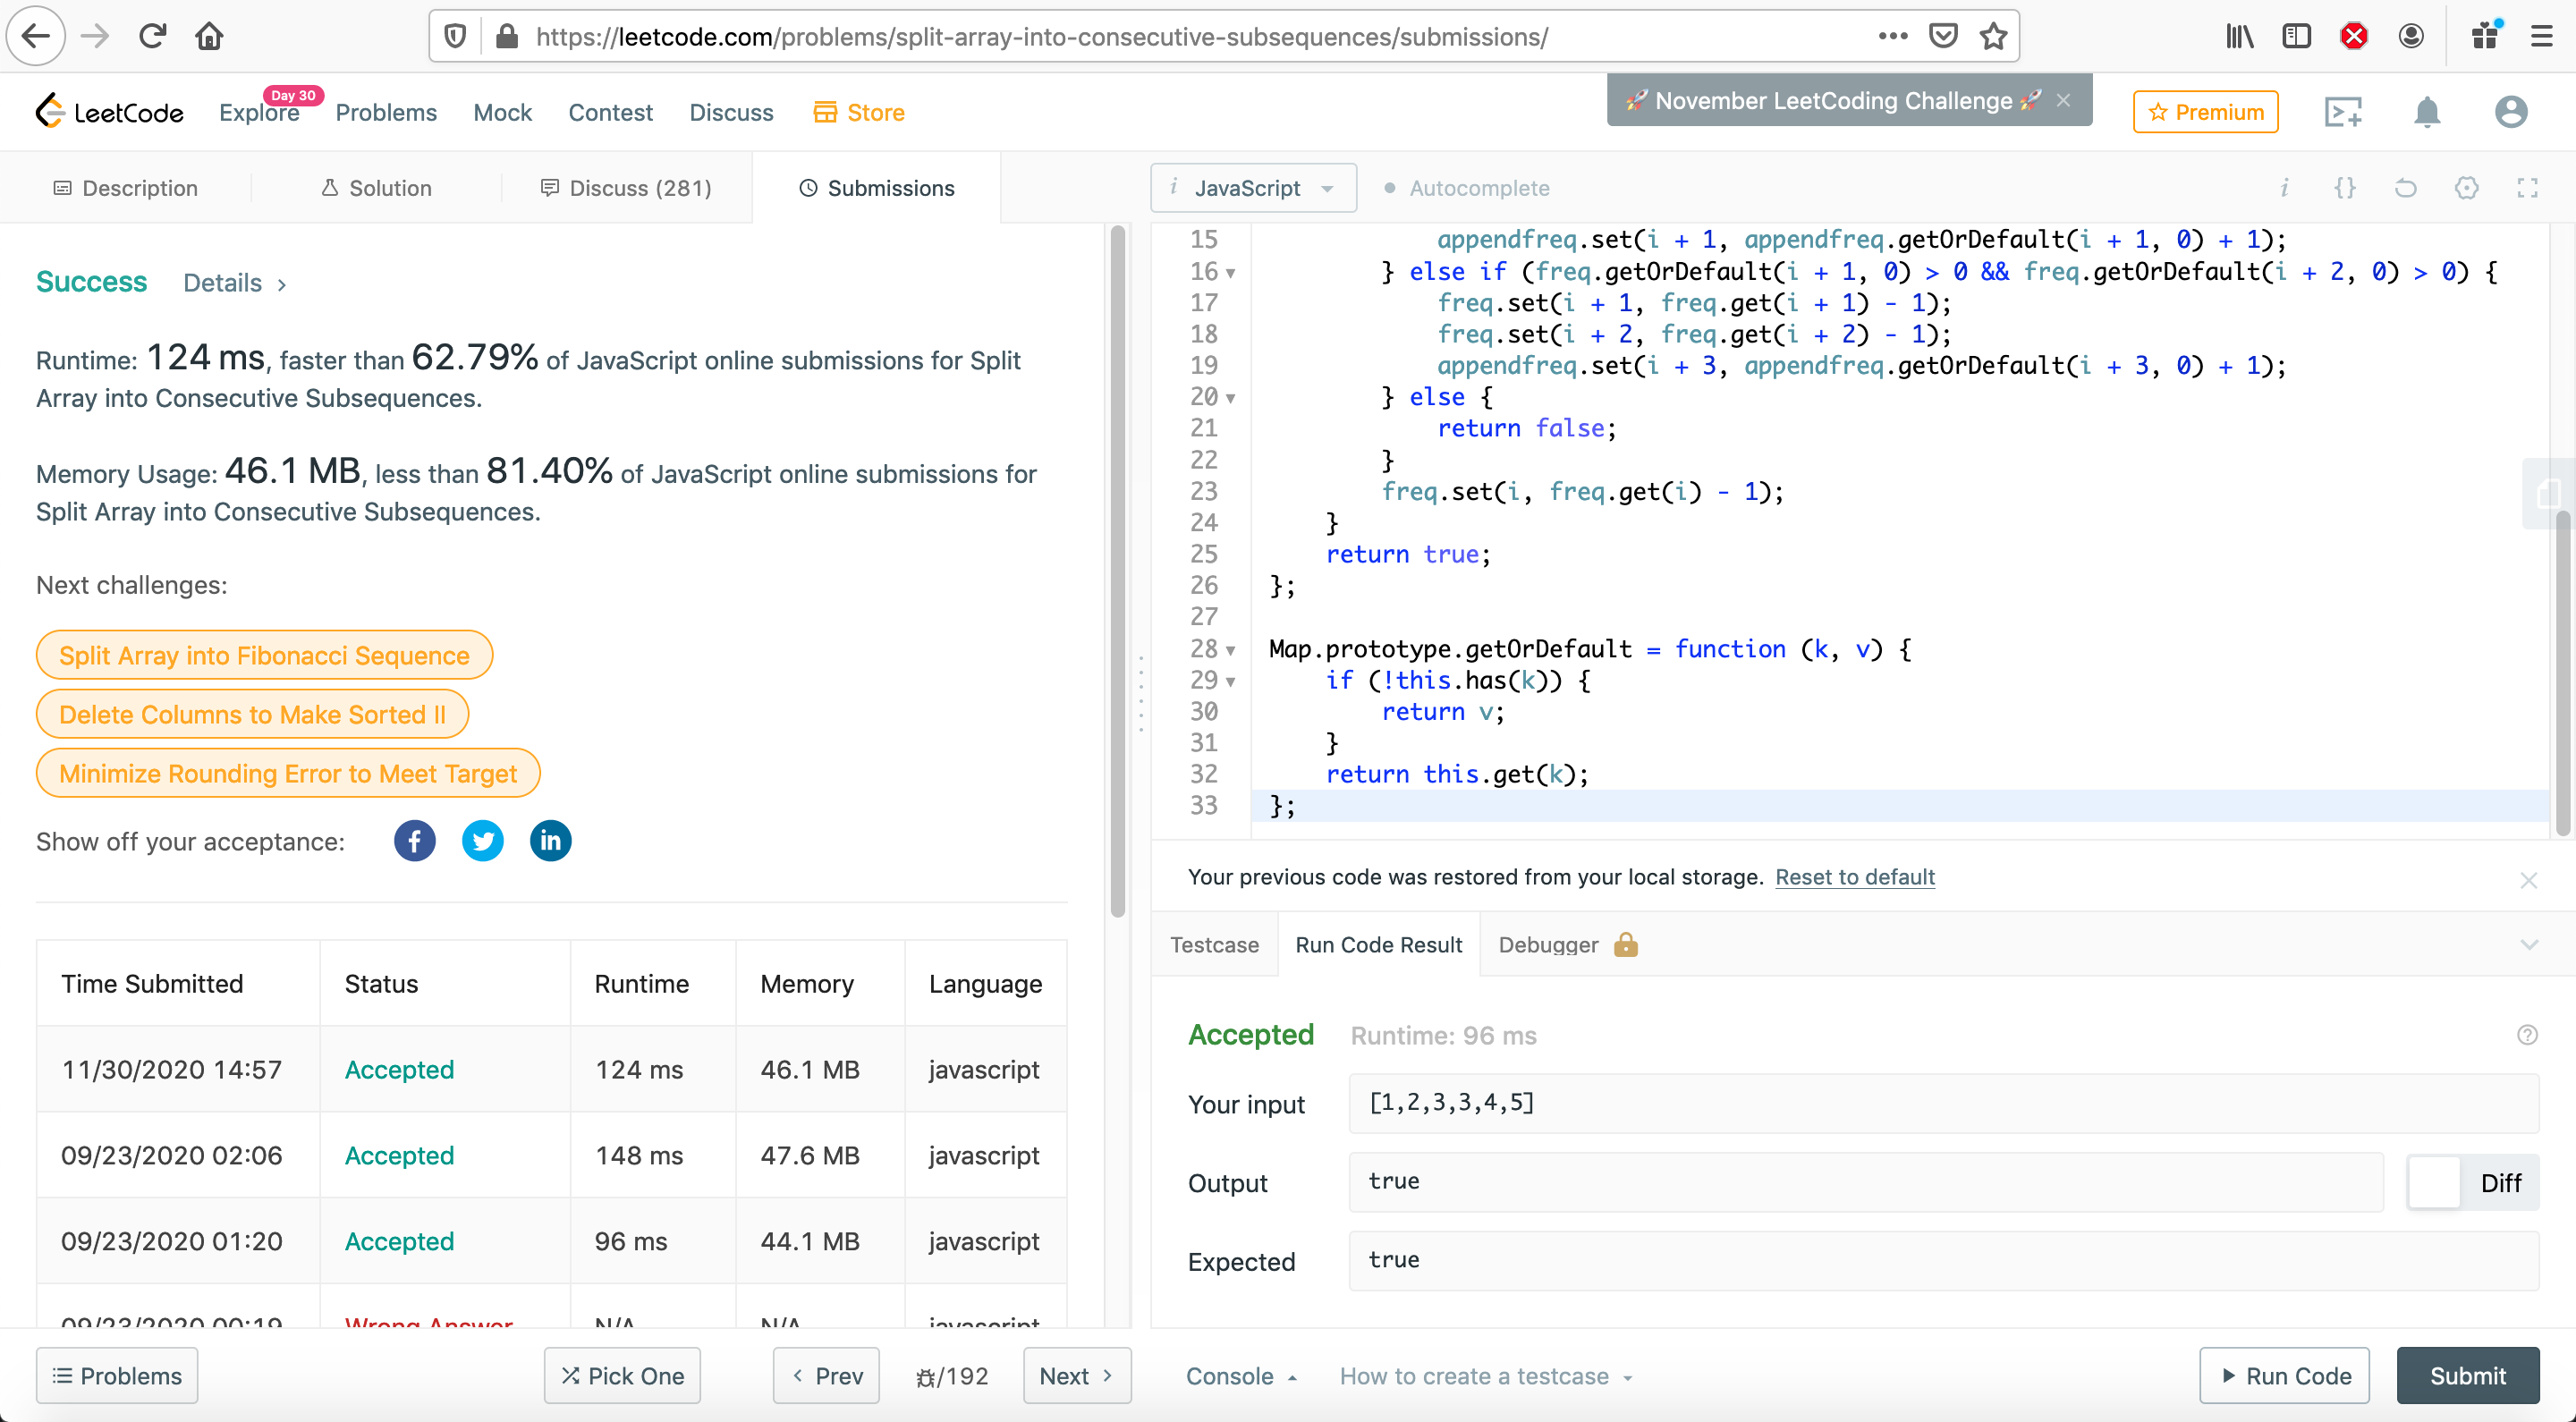 https://leetcode.com/problems/split-array-into-consecutive-subsequences/submissions/
LeetCode
Explore
Day 30
Problems
Mock
Contest
Discuss
Store
🚀 November LeetCoding Challenge 🚀
Premium
Description
Solution
Discuss (281)
Submissions
Success
Details
Runtime: 124 ms, faster than 62.79% of JavaScript online submissions for Split
Array into Consecutive Subsequences.
Memory Usage: 46.1 MB, less than 81.40% of JavaScript online submissions for
Split Array into Consecutive Subsequences.
Next challenges:
Split Array into Fibonacci Sequence
Delete Columns to Make Sorted II
Minimize Rounding Error to Meet Target
Show off your acceptance:
Time Submitted Status Runtime Memory Language
11/30/2020 14:57 Accepted 124 ms 46.1 MB javascript
09/23/2020 02:06 Accepted 148 ms 47.6 MB javascript
09/23/2020 01:20 Accepted 96 ms 44.1 MB javascript
09/23/2020 00:19 Wrong Answer N/A N/A javascript
Problems
Pick One
Prev
/192
Next
i JavaScript
Autocomplete
15 appendfreq.set(i + 1, appendfreq.getOrDefault(i + 1, 0) + 1);
16 } else if (freq.getOrDefault(i + 1, 0) > 0 && freq.getOrDefault(i + 2, 0) > 0) {
17 freq.set(i + 1, freq.get(i + 1) - 1);
18 freq.set(i + 2, freq.get(i + 2) - 1);
19 appendfreq.set(i + 3, appendfreq.getOrDefault(i + 3, 0) + 1);
20 } else {
21 return false;
22 }
23 freq.set(i, freq.get(i) - 1);
24 }
25 return true;
26 };
27
28 Map.prototype.getOrDefault = function (k, v) {
29 if (!this.has(k)) {
30 return v;
31 }
32 return this.get(k);
33 };
Your previous code was restored from your local storage. Reset to default
Testcase
Run Code Result
Debugger
Accepted Runtime: 96 ms
Your input [1,2,3,3,4,5]
Output true
Diff
Expected true
Console
How to create a testcase
Run Code
Submit